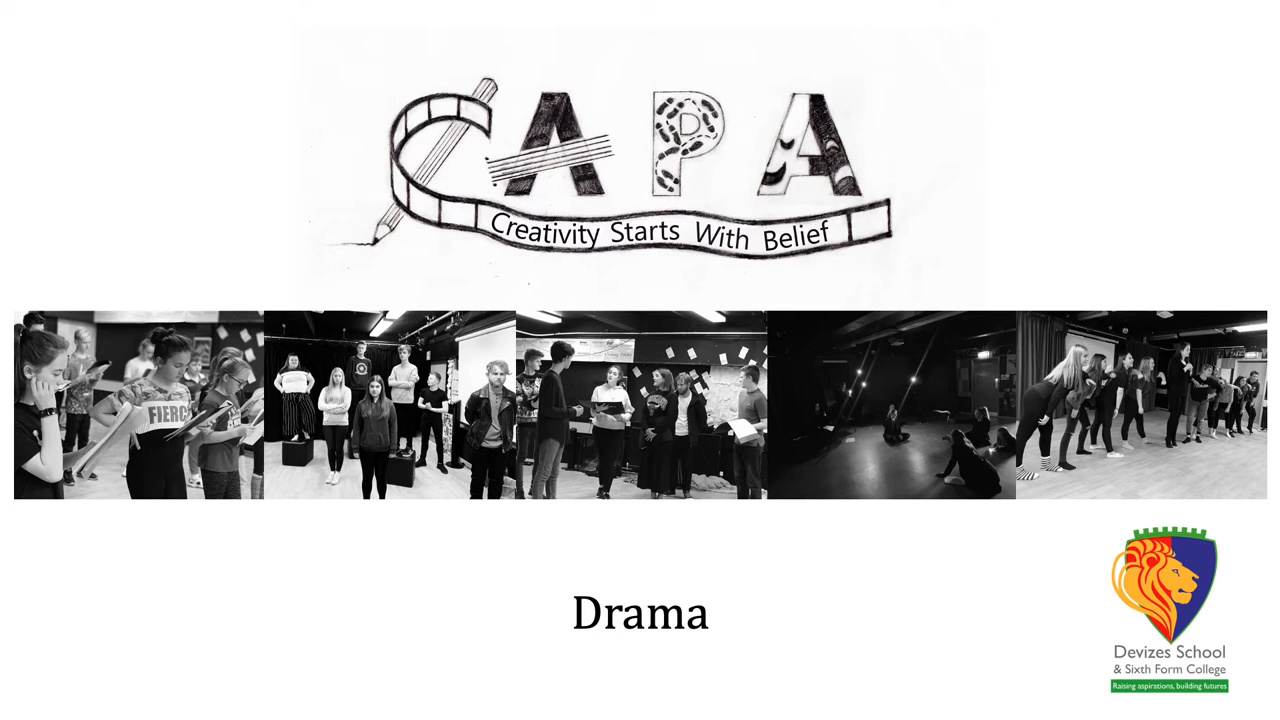 CAPA
Creativity Starts With Belief
FIERC
Drama
Devizes School
& Sixth Form College
Raising aspirations, building futures